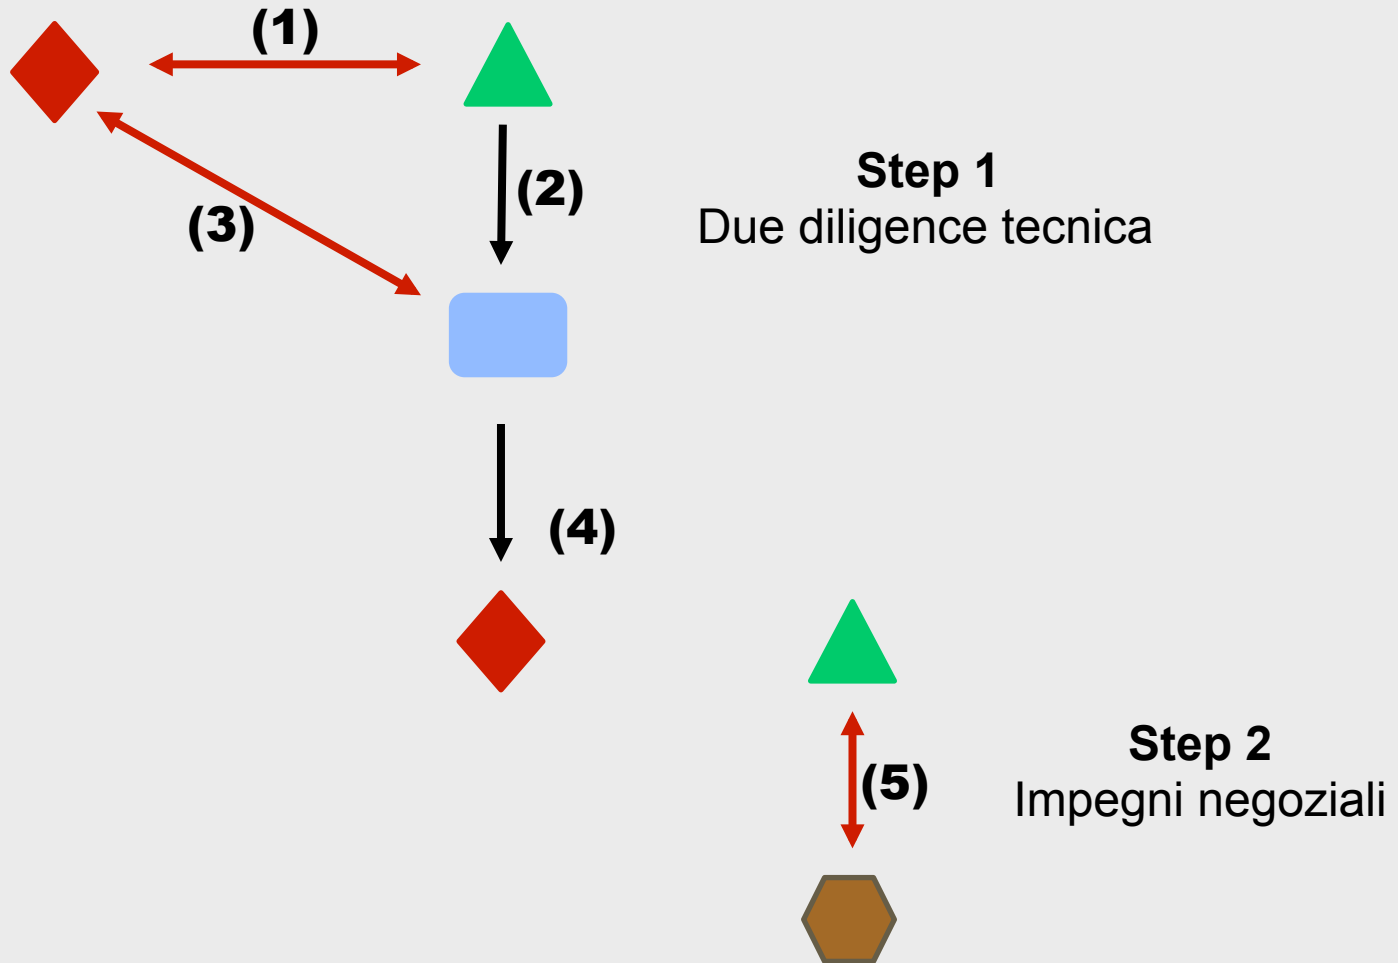 (1)
(2)
Step 1
Due diligence tecnica
(3)
(4)
Step 2
Impegni negoziali
(5)